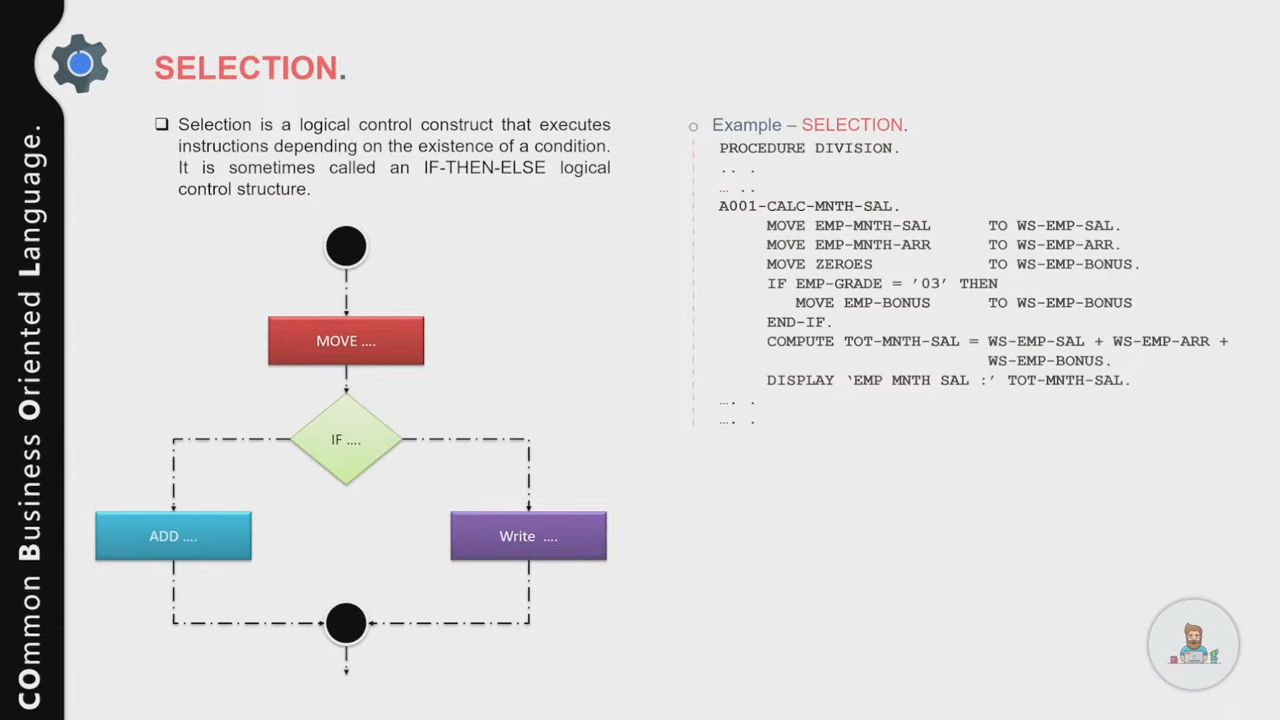 COmmon Business Oriented Language.
SELECTION.
❑ Selection is a logical control construct that executes
instructions depending on the existence of a condition.
It is sometimes called an IF-THEN-ELSE logical
control structure.
MOVE ....
IF ....
ADD ....
Write ....
o Example – SELECTION.
PROCEDURE DIVISION.
.. .
… ..
A001-CALC-MNTH-SAL.
MOVE EMP-MNTH-SAL TO WS-EMP-SAL.
MOVE EMP-MNTH-ARR TO WS-EMP-ARR.
MOVE ZEROES TO WS-EMP-BONUS.
IF EMP-GRADE = ’03’ THEN
MOVE EMP-BONUS TO WS-EMP-BONUS
END-IF.
COMPUTE TOT-MNTH-SAL = WS-EMP-SAL + WS-EMP-ARR +
WS-EMP-BONUS.
DISPLAY ‘EMP MNTH SAL :’ TOT-MNTH-SAL.
…. .
…. .